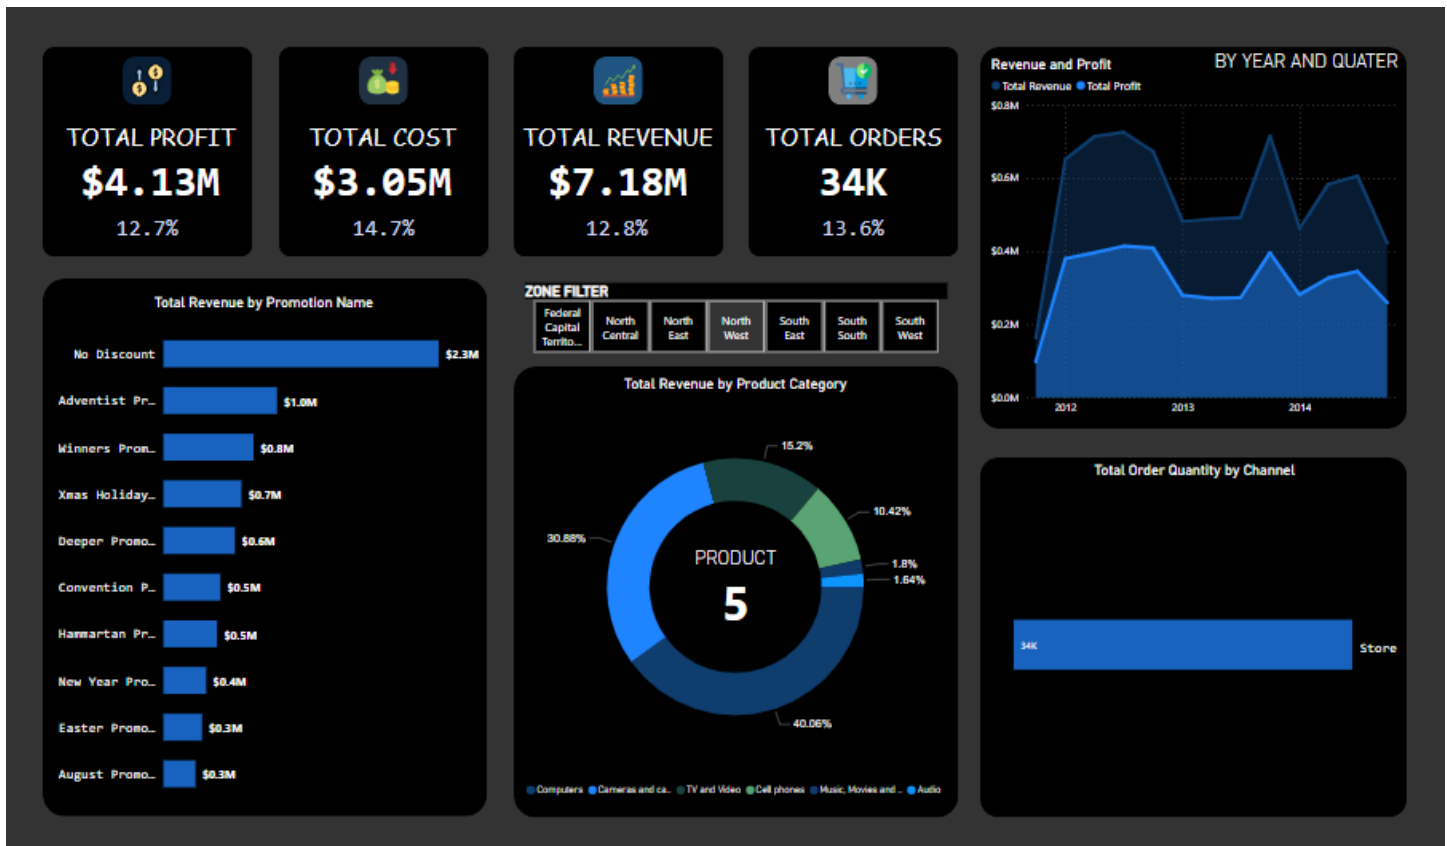 TOTAL PROFIT
$4.13M
12.7%
TOTAL COST
$3.05M
14.7%
TOTAL REVENUE
$7.18M
12.8%
TOTAL ORDERS
34K
13.6%
Revenue and Profit
BY YEAR AND QUATER
Total Revenue Total Profit
$0.8M
$0.6M
$0.4M
$0.2M
$0.0M
2012 2013 2014
Total Revenue by Promotion Name
No Discount $2.3M
Adventist Pr… $1.0M
Winners Prom… $0.8M
Xmas Holiday… $0.7M
Deeper Promo… $0.6M
Convention P… $0.5M
Hammartan Pr… $0.5M
New Year Pro… $0.4M
Easter Promo… $0.3M
August Promo… $0.3M
ZONE FILTER
Federal
Capital
Territo...
North
Central
North
East
North
West
South
East
South
South
South
West
Total Revenue by Product Category
15.2%
10.42%
30.88%
1.8%
1.64%
40.06%
PRODUCT
5
Computers Cameras and ca... TV and Video Cell phones Music, Movies and ... Audio
Total Order Quantity by Channel
34K Store